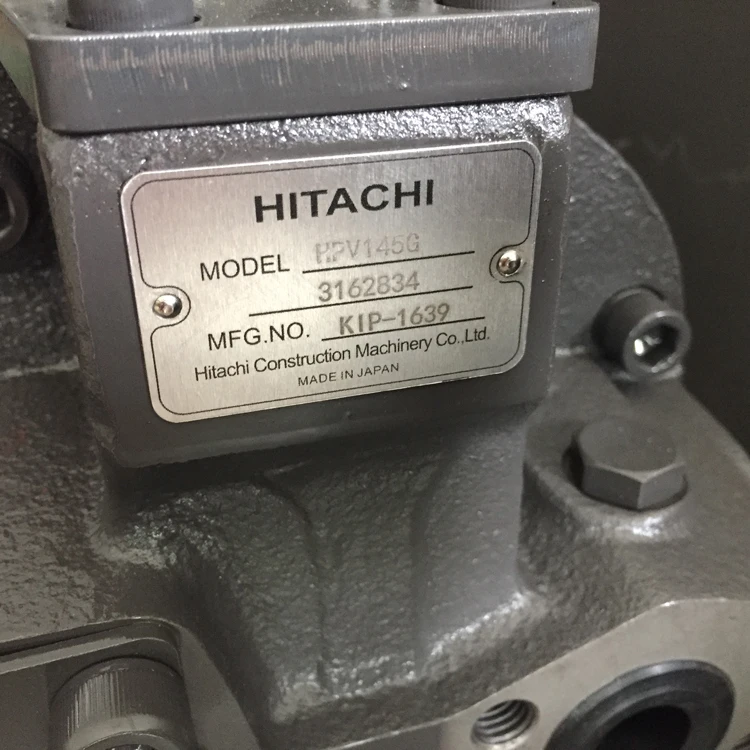 HITACHI
MODEL HPV145G
3162834
MFG.NO. KIP-1639
Hitachi Construction Machinery Co.,Ltd.
MADE IN JAPAN